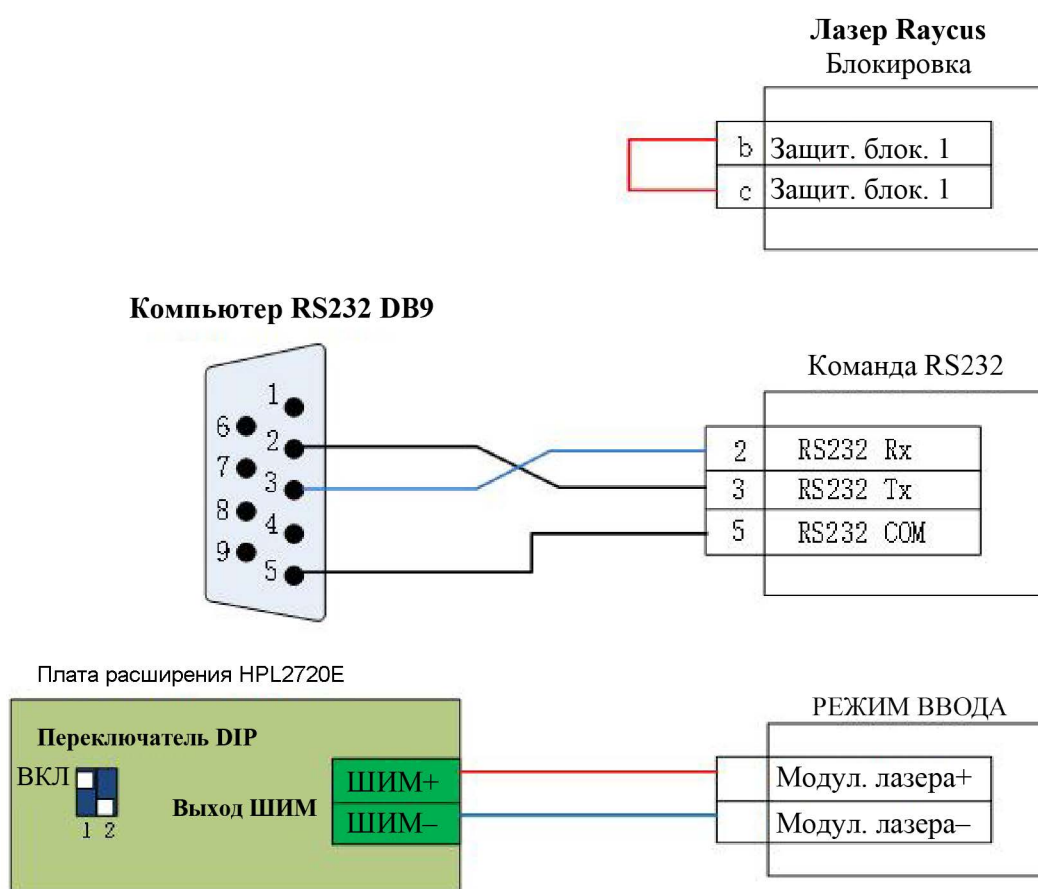 Лазер Raycus
Блокировка
b Защит. блок. 1
c Защит. блок. 1
Компьютер RS232 DB9
Команда RS232
1
6
2
7
3
8
4
9
5
2 RS232 Rx
3 RS232 Tx
5 RS232 COM
Плата расширения HPL2720E
РЕЖИМ ВВОДА
Переключатель DIP
ВКЛ
1 2
Выход ШИМ
ШИМ+
ШИМ–
Модул. лазера+
Модул. лазера–